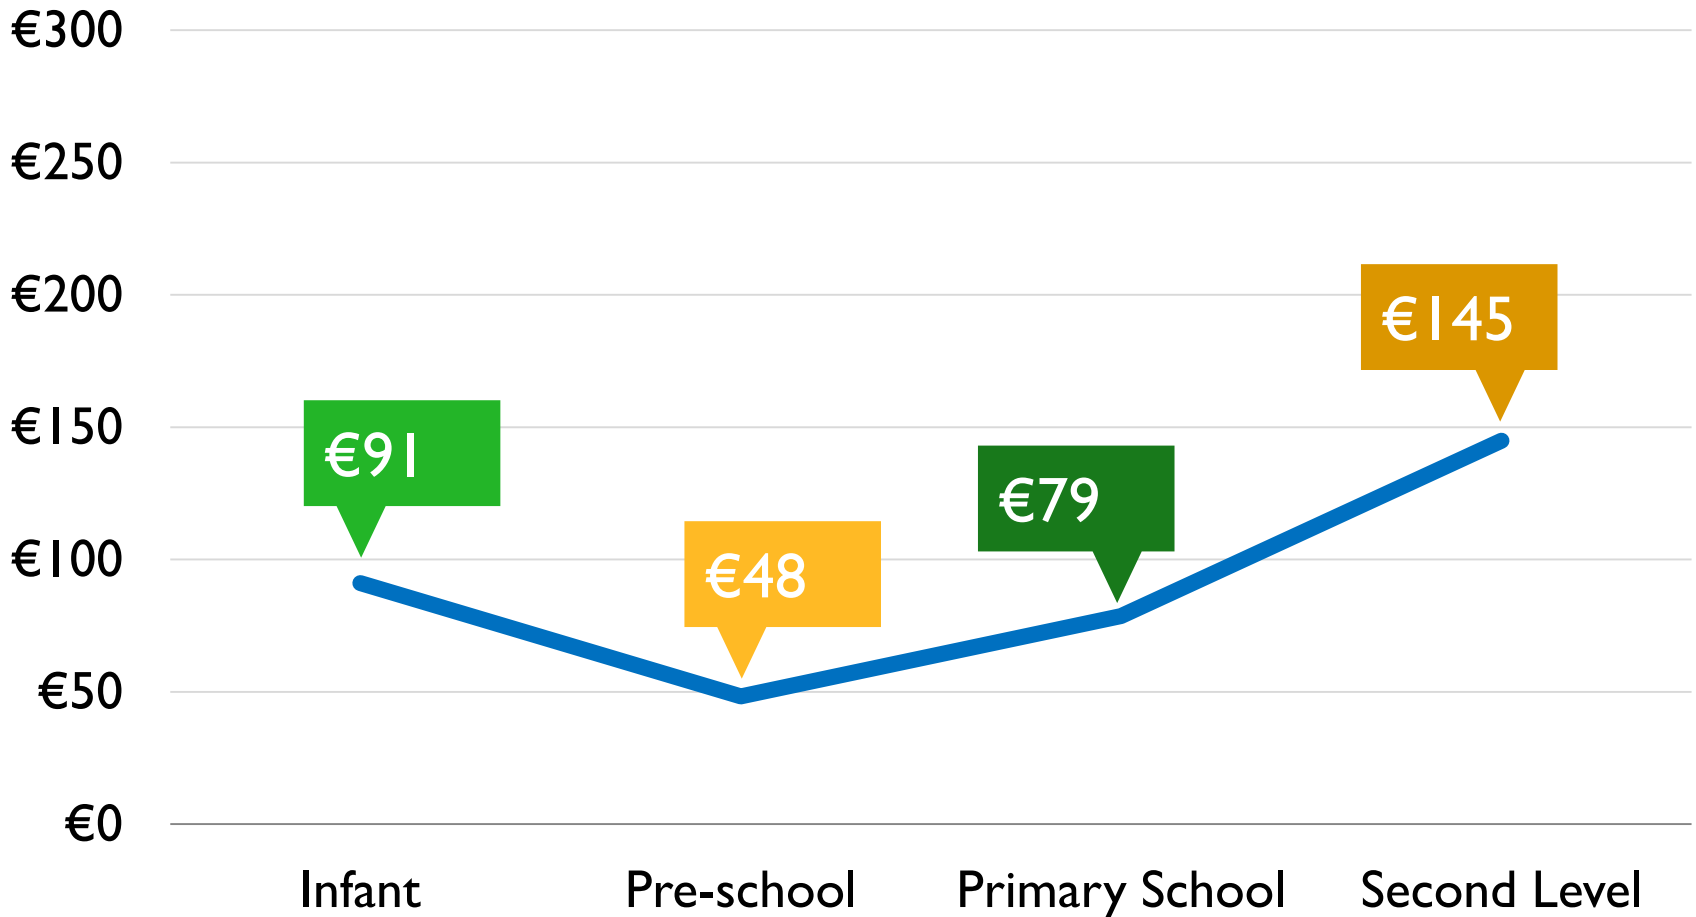 €300
€250
€200
€150
€100
€50
€0
€91
€48
€79
€145
Infant
Pre-school
Primary School
Second Level